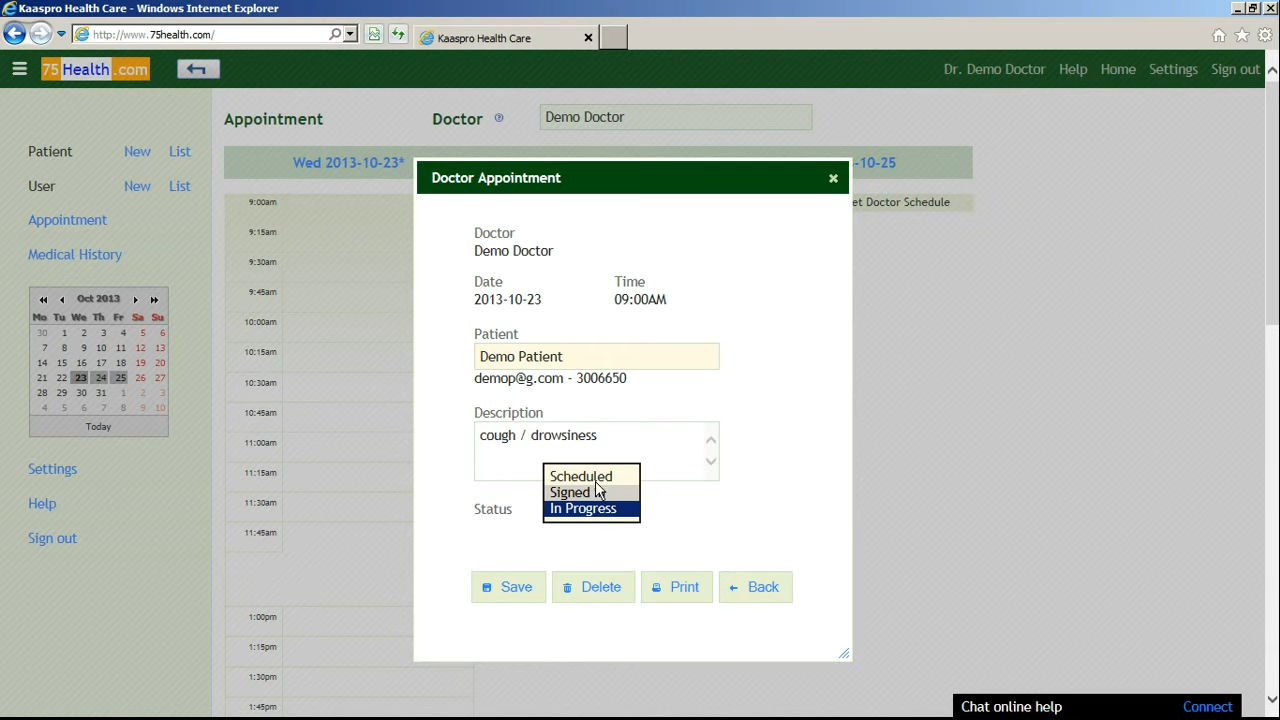 Kaaspro Health Care - Windows Internet Explorer
http://www.75health.com/
Kaaspro Health Care
75 Health .com
Dr. Demo Doctor Help Home Settings Sign out
Patient New List
User New List
Appointment
Medical History
Oct 2013
Mo Tu We Th Fr Sa Su
30 1 2 3 4 5 6
7 8 9 10 11 12 13
14 15 16 17 18 19 20
21 22 23 24 25 26 27
28 29 30 31 1 2 3
4 5 6 7 8 9 10
Today
Settings
Help
Sign out
Appointment Doctor Demo Doctor
Wed 2013-10-23* -10-25
9:00am
et Doctor Schedule
9:15am
9:30am
9:45am
10:00am
10:15am
10:30am
10:45am
11:00am
11:15am
11:30am
11:45am
1:00pm
1:15pm
1:30pm
1:45pm
Doctor Appointment
Doctor
Demo Doctor
Date Time
2013-10-23 09:00AM
Patient
Demo Patient
demop@g.com - 3006650
Description
cough / drowsiness
Scheduled
Signed
In Progress
Status
Save Delete Print Back
Chat online help Connect